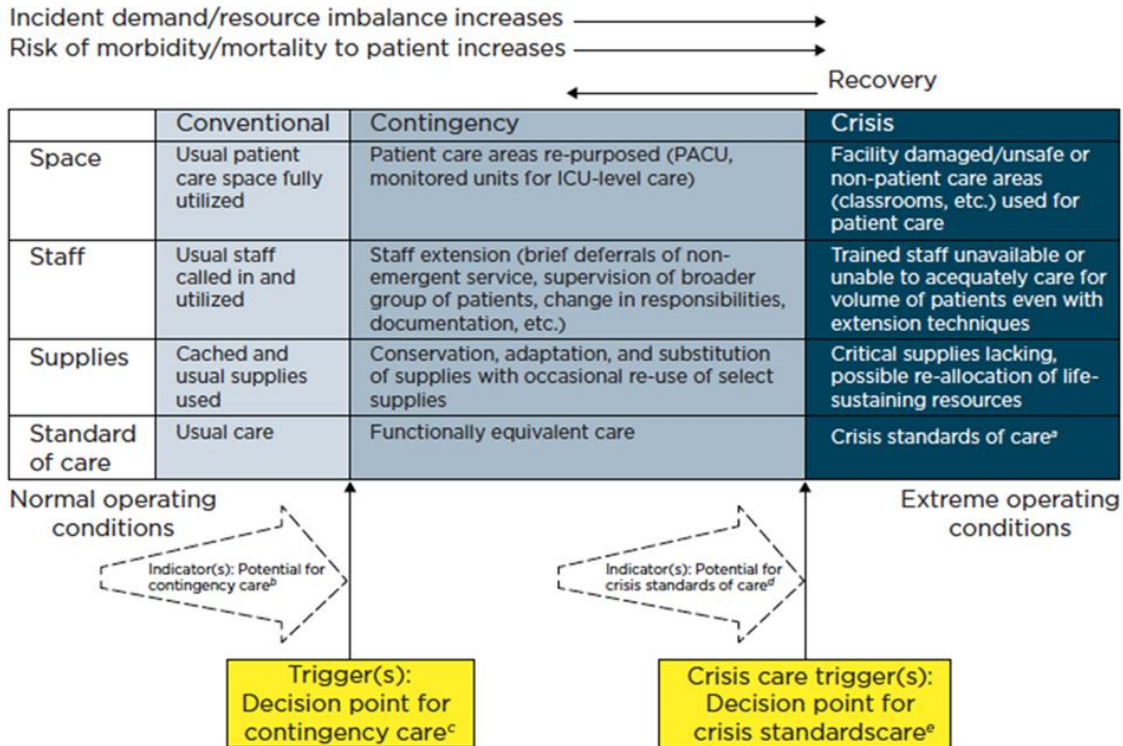 Incident demand/resource imbalance increases
Risk of morbidity/mortality to patient increases
Recovery
Conventional
Contingency
Crisis
Space
Usual patient
care space fully
utilized
Patient care areas re-purposed (PACU,
monitored units for ICU-level care)
Facility damaged/unsafe or
non-patient care areas
(classrooms, etc.) used for
patient care
Staff
Usual staff
called in and
utilized
Staff extension (brief deferrals of non-
emergent service, supervision of broader
group of patients, change in responsibilities,
documentation, etc.)
Trained staff unavailable or
unable to acequately care for
volume of patients even with
extension techniques
Supplies
Cached and
usual supplies
used
Conservation, adaptation, and substitution
of supplies with occasional re-use of select
supplies
Critical supplies lacking,
possible re-allocation of life-
sustaining resources
Standard
of care
Usual care
Functionally equivalent care
Crisis standards of careᵃ
Normal operating
conditions
Extreme operating
conditions
Indicator(s): Potential for
contingency careᵇ
Indicator(s): Potential for
crisis standards of careᵈ
Trigger(s):
Decision point for
contingency careᶜ
Crisis care trigger(s):
Decision point for
crisis standardscareᵉ